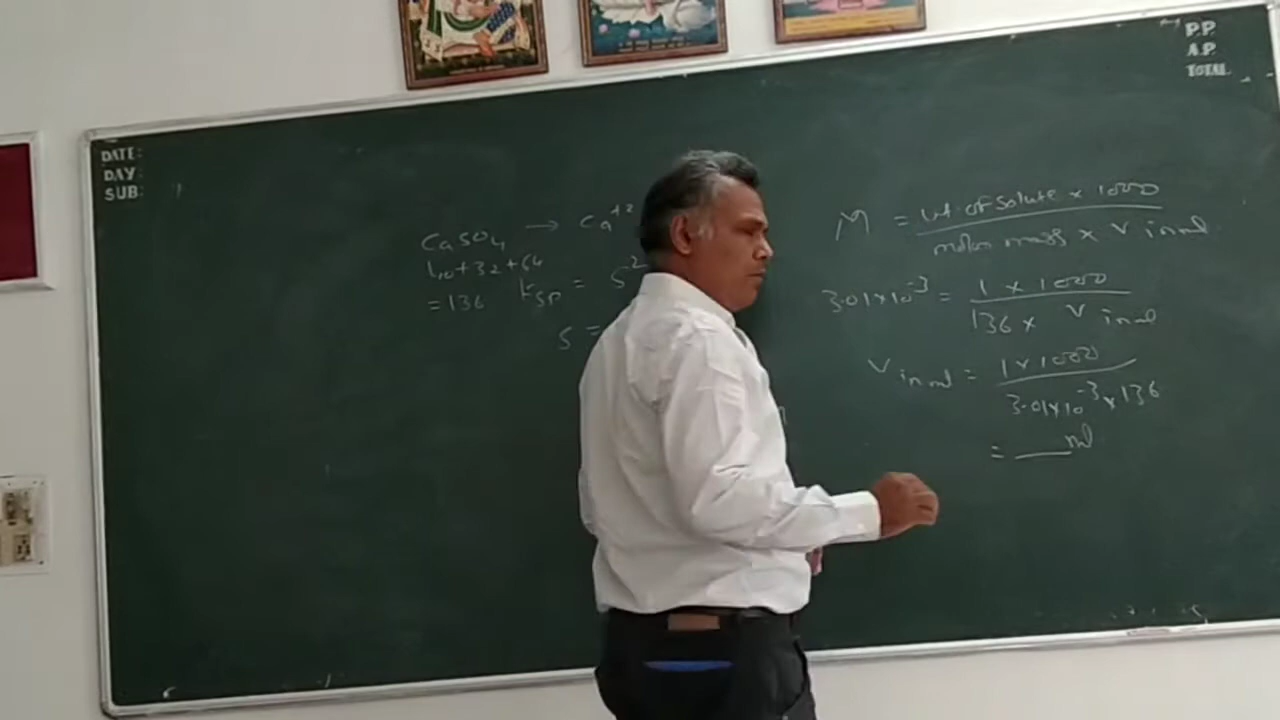 P.P.
A.P.
TOTAL
DATE:
DAY:
SUB:
CaSO₄ → Ca⁺²
40+32+64
=136
Ksp = S²
S =
M = wt. of solute × 1000 / molar mass × V in ml
3.01×10⁻³ = 1 × 1000 / 136 × V in ml
V in ml = 1×1000 / 3.01×10⁻³ × 136
= ___ ml